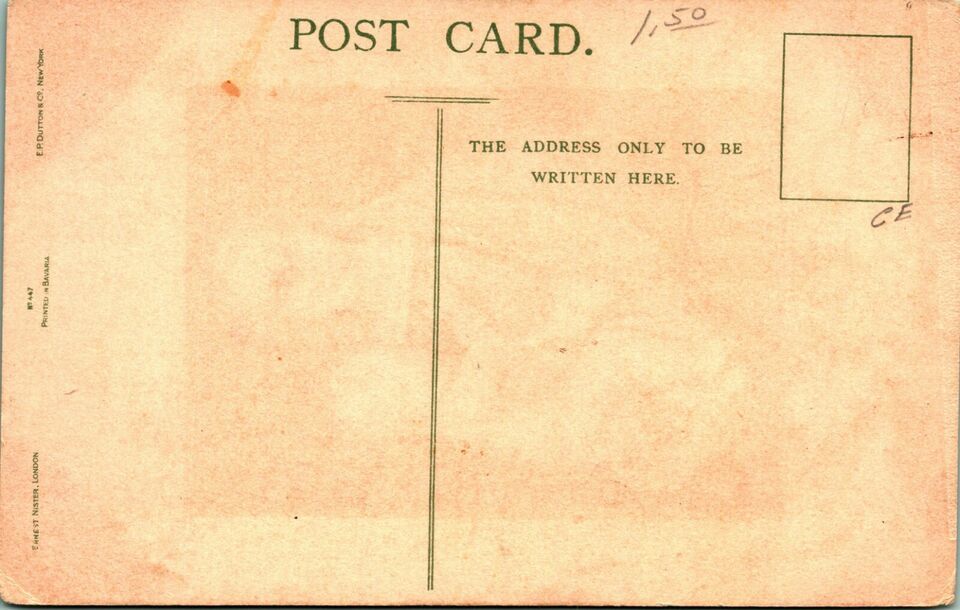 POST CARD.
1.50
THE ADDRESS ONLY TO BE
WRITTEN HERE.
CE
E.P. DUTTON & Co. NEW YORK
No 447
PRINTED IN BAVARIA
ERNEST NISTER, LONDON